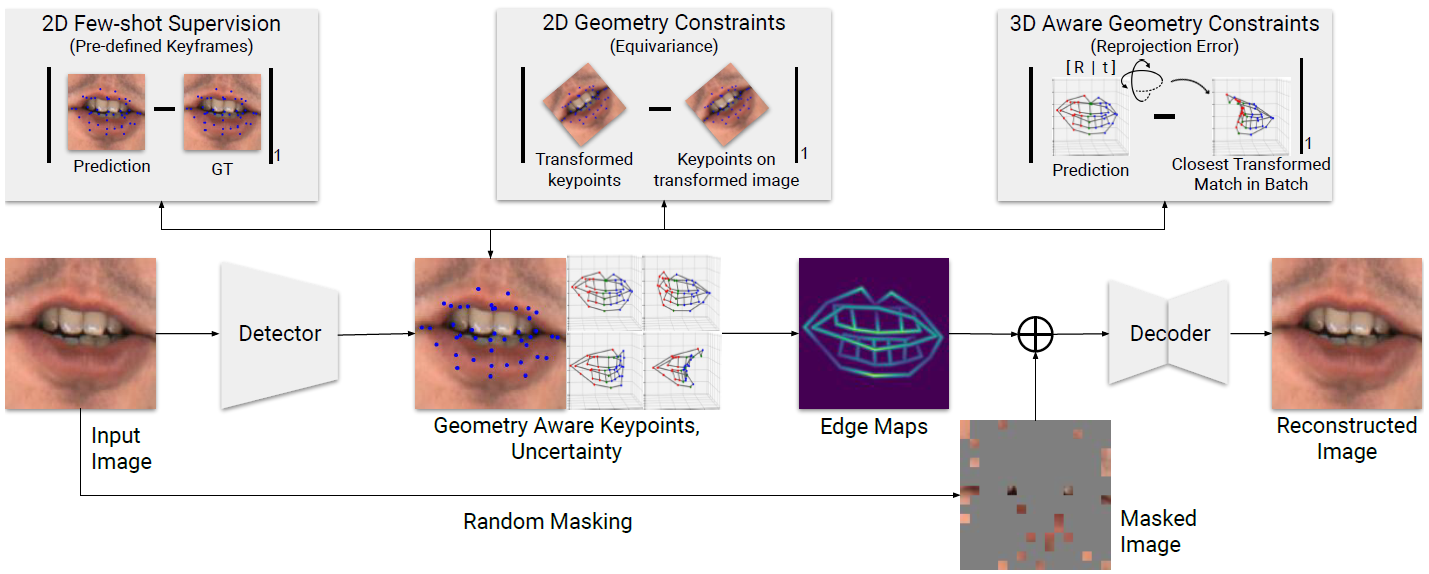 2D Few-shot Supervision
(Pre-defined Keyframes)
Prediction
GT
1
2D Geometry Constraints
(Equivariance)
Transformed
keypoints
Keypoints on
transformed image
1
3D Aware Geometry Constraints
(Reprojection Error)
[ R | t ]
Prediction
Closest Transformed
Match in Batch
1
Input
Image
Detector
Geometry Aware Keypoints,
Uncertainty
Edge Maps
Decoder
Reconstructed
Image
Random Masking
Masked
Image